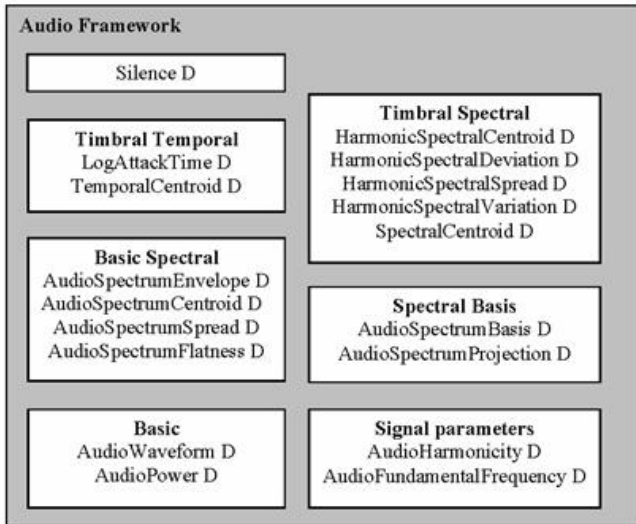 Audio Framework
Silence D
Timbral Temporal
LogAttackTime D
TemporalCentroid D
Basic Spectral
AudioSpectrumEnvelope D
AudioSpectrumCentroid D
AudioSpectrumSpread D
AudioSpectrumFlatness D
Basic
AudioWaveform D
AudioPower D
Timbral Spectral
HarmonicSpectralCentroid D
HarmonicSpectralDeviation D
HarmonicSpectralSpread D
HarmonicSpectralVariation D
SpectralCentroid D
Spectral Basis
AudioSpectrumBasis D
AudioSpectrumProjection D
Signal parameters
AudioHarmonicity D
AudioFundamentalFrequency D